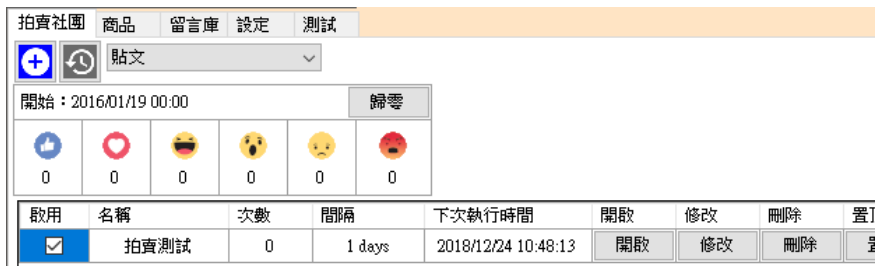 拍賣社團 商品 留言庫 設定 測試
貼文
開始：2016/01/19 00:00 歸零
0 0 0 0 0 0
啟用 名稱 次數 間隔 下次執行時間 開啟 修改 刪除 置頂
拍賣測試 0 1 days 2018/12/24 10:48:13 開啟 修改 刪除